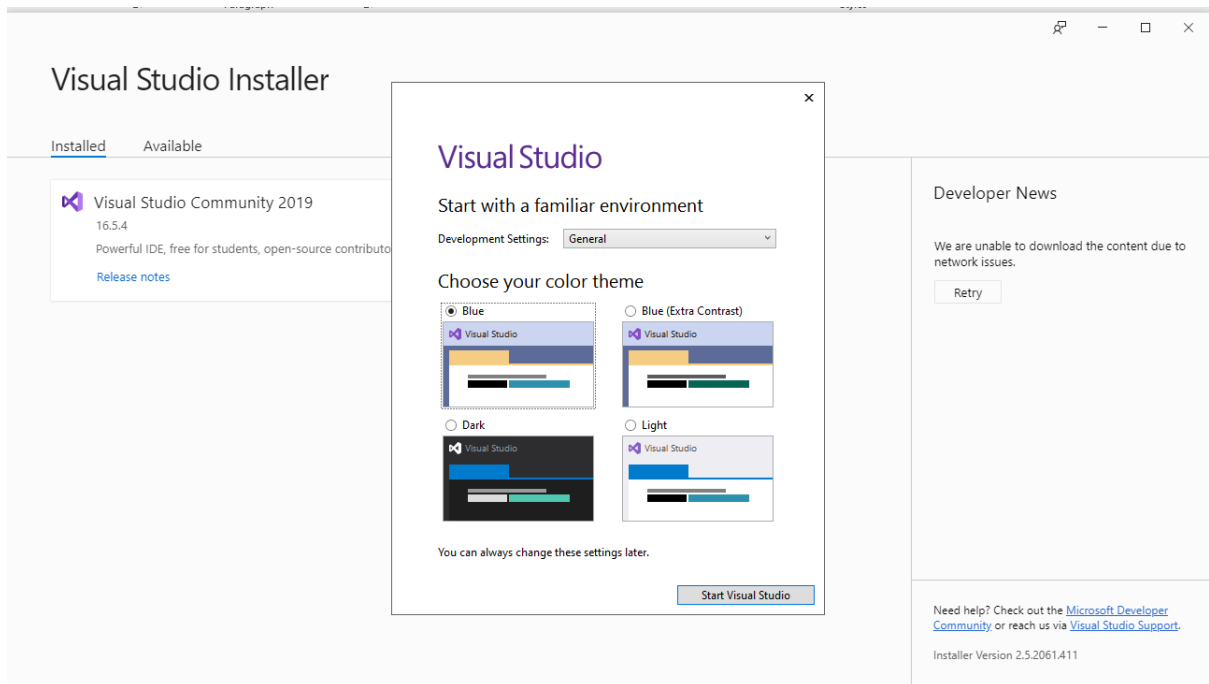 Visual Studio Installer
Installed Available
Visual Studio Community 2019
16.5.4
Powerful IDE, free for students, open-source contributo
Release notes
Visual Studio
Start with a familiar environment
Development Settings: General
Choose your color theme
Blue
Visual Studio
Blue (Extra Contrast)
Visual Studio
Dark
Visual Studio
Light
Visual Studio
You can always change these settings later.
Start Visual Studio
Developer News
We are unable to download the content due to
network issues.
Retry
Need help? Check out the Microsoft Developer
Community or reach us via Visual Studio Support.
Installer Version 2.5.2061.411